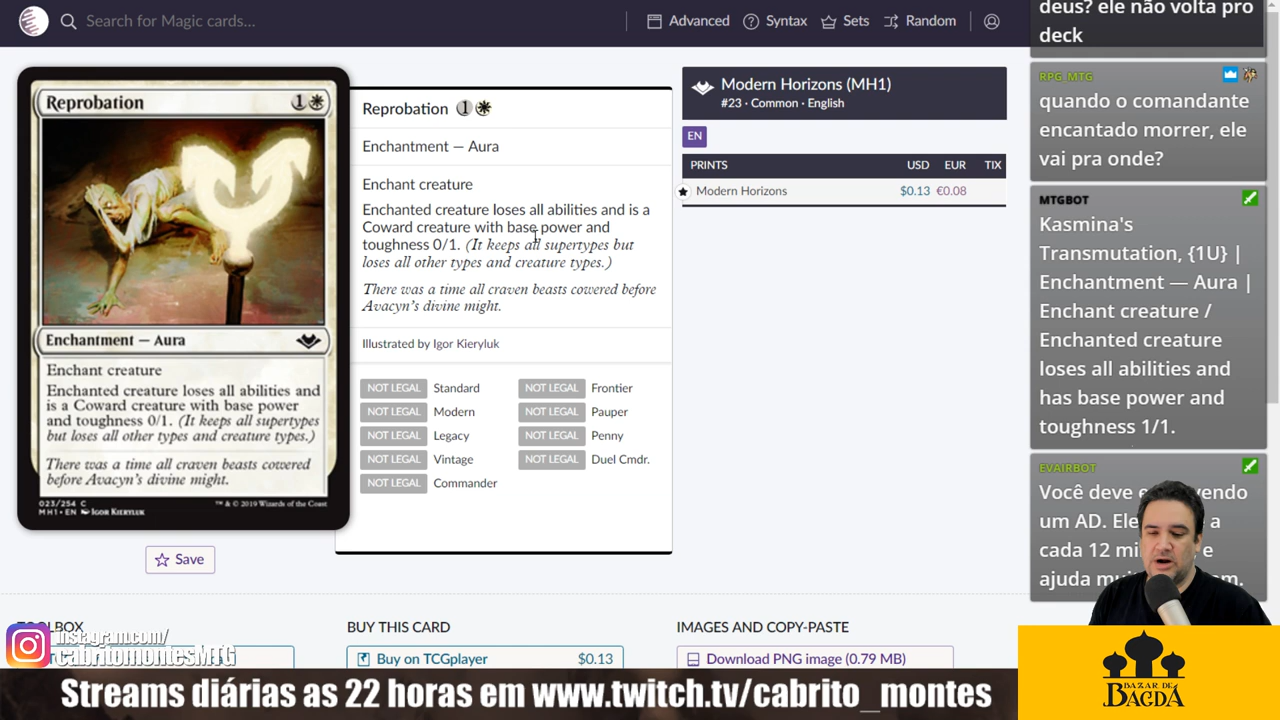 Search for Magic cards…
Advanced
Syntax
Sets
Random
Reprobation
1
Enchantment — Aura
Enchant creature
Enchanted creature loses all abilities and
is a Coward creature with base power
and toughness 0/1. (It keeps all supertypes
but loses all other types and creature types.)
There was a time all craven beasts cowered
before Avacyn's divine might.
023/254 C
MH1 • EN IGOR KIERYLUK
™ & © 2019 Wizards of the Coast
Save
Reprobation 1
Enchantment — Aura
Enchant creature
Enchanted creature loses all abilities and is a
Coward creature with base power and
toughness 0/1. (It keeps all supertypes but
loses all other types and creature types.)
There was a time all craven beasts cowered before
Avacyn's divine might.
Illustrated by Igor Kieryluk
NOT LEGAL Standard NOT LEGAL Frontier
NOT LEGAL Modern NOT LEGAL Pauper
NOT LEGAL Legacy NOT LEGAL Penny
NOT LEGAL Vintage NOT LEGAL Duel Cmdr.
NOT LEGAL Commander
Modern Horizons (MH1)
#23 · Common · English
EN
PRINTS USD EUR TIX
Modern Horizons $0.13 €0.08
TOOLBOX
BUY THIS CARD
Buy on TCGplayer $0.13
IMAGES AND COPY-PASTE
Download PNG image (0.79 MB)
deus? ele não volta pro
deck
RPG_MTG
quando o comandante
encantado morrer, ele
vai pra onde?
MTGBOT
Kasmina's
Transmutation, {1U} |
Enchantment — Aura |
Enchant creature /
Enchanted creature
loses all abilities and
has base power and
toughness 1/1.
EVAIRBOT
Você deve vendo
um AD. a
cada 12 e
ajuda
instagram.com/
cabritomontesMTG
Streams diárias as 22 horas em www.twitch.tv/cabrito_montes
BAZAR DE
BAGDÁ